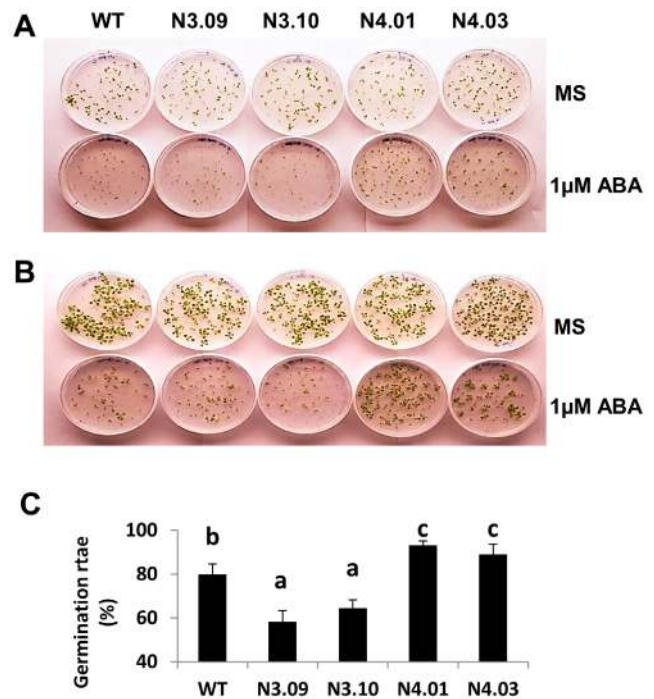 A
WT N3.09 N3.10 N4.01 N4.03
MS
1µM ABA
B
MS
1µM ABA
C
Germination rtae
(%)
100
80
60
40
b
a
a
c
c
WT N3.09 N3.10 N4.01 N4.03